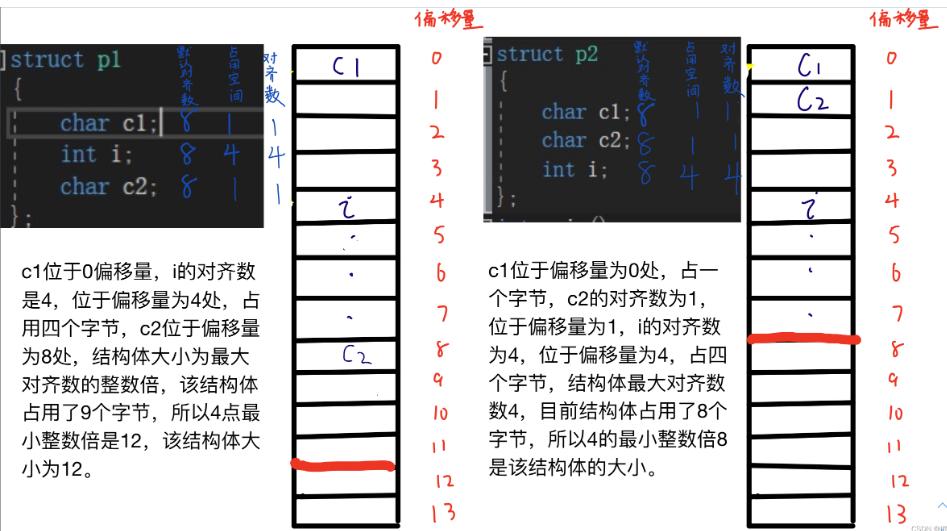 偏移量
struct p1
{
char c1; 8 1 1
int i; 8 4 4
char c2; 8 1 1
};
默认对齐数
占用空间
对齐数
C1
i
C2
0
1
2
3
4
5
6
7
8
9
10
11
12
13
c1位于0偏移量，i的对齐数
是4，位于偏移量为4处，占
用四个字节，c2位于偏移量
为8处，结构体大小为最大
对齐数的整数倍，该结构体
占用了9个字节，所以4点最
小整数倍是12，该结构体大
小为12。
偏移量
struct p2
{
char c1; 8 1 1
char c2; 8 1 1
int i; 8 4 4
};
默认对齐数
占用空间
对齐数
C1
C2
i
0
1
2
3
4
5
6
7
8
9
10
11
12
13
c1位于偏移量为0处，占一
个字节，c2的对齐数为1，
位于偏移量为1，i的对齐数
为4，位于偏移量为4，占四
个字节，结构体最大对齐数
数4，目前结构体占用了8个
字节，所以4的最小整数倍8
是该结构体的大小。